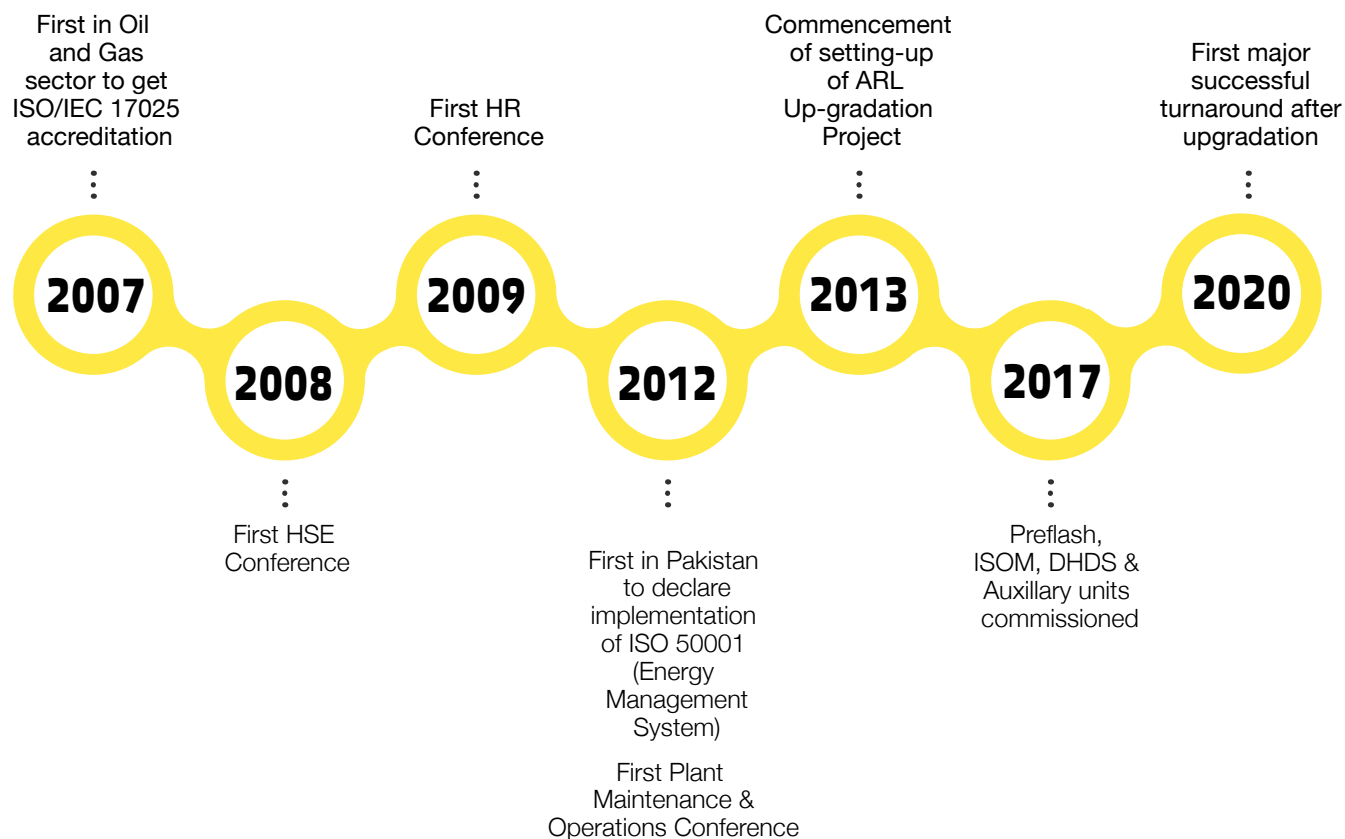 First in Oil
and Gas
sector to get
ISO/IEC 17025
accreditation
2007
2008
First HSE
Conference
First HR
Conference
2009
2012
First in Pakistan
to declare
implementation
of ISO 50001
(Energy
Management
System)
First Plant
Maintenance &
Operations Conference
Commencement
of setting-up
of ARL
Up-gradation
Project
2013
2017
Preflash,
ISOM, DHDS &
Auxillary units
commissioned
First major
successful
turnaround after
upgradation
2020